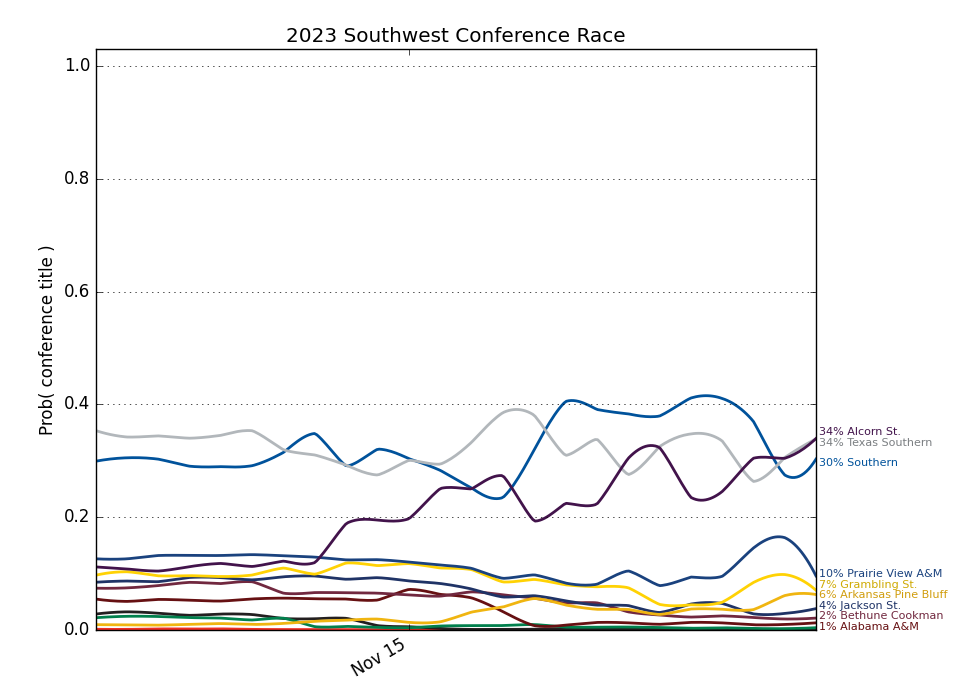 2023 Southwest Conference Race
Prob( conference title )
1.0
0.8
0.6
0.4
0.2
0.0
Nov 15
34% Alcorn St.
34% Texas Southern
30% Southern
10% Prairie View A&M
7% Grambling St.
6% Arkansas Pine Bluff
4% Jackson St.
2% Bethune Cookman
1% Alabama A&M